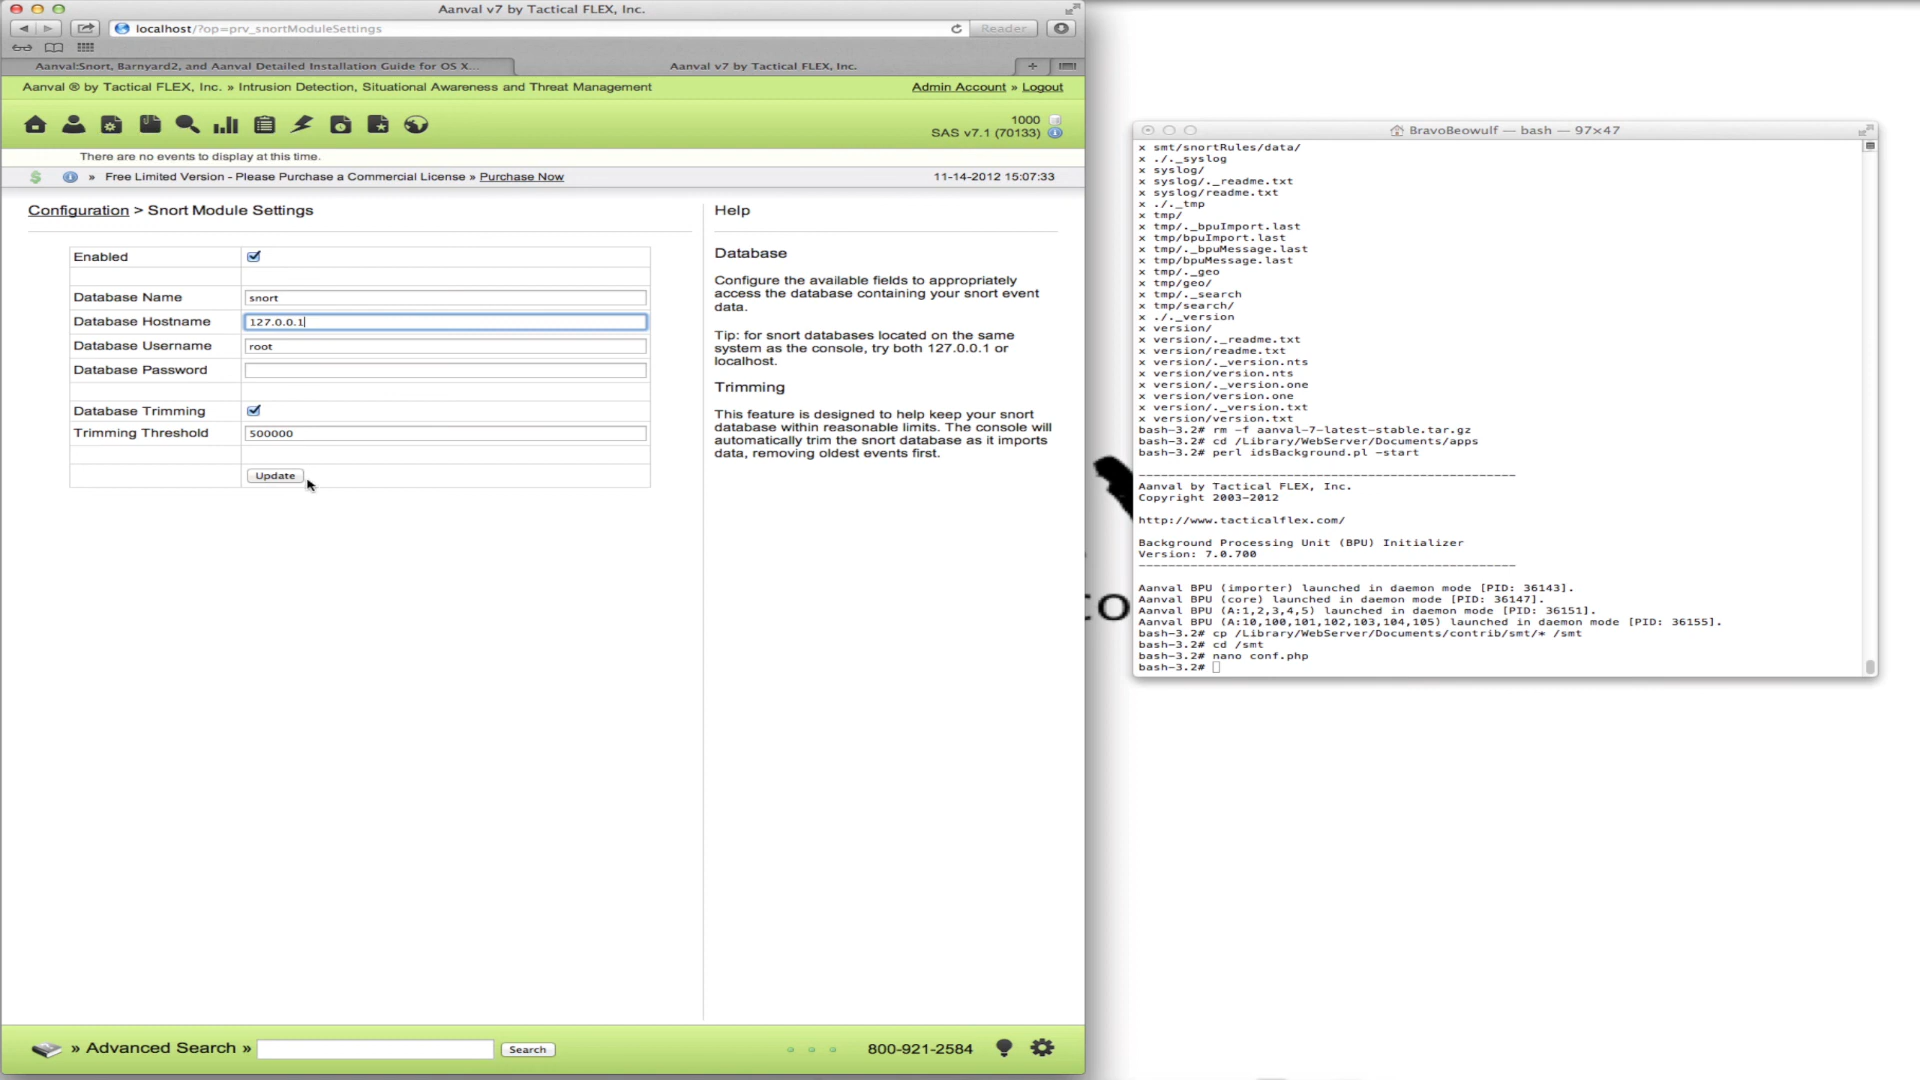 Aanval v7 by Tactical FLEX, Inc.
localhost/?op=prv_snortModuleSettings
Reader
Aanval:Snort, Barnyard2, and Aanval Detailed Installation Guide for OS X...
Aanval v7 by Tactical FLEX, Inc.
+
Aanval ® by Tactical FLEX, Inc. » Intrusion Detection, Situational Awareness and Threat Management
Admin Account » Logout
1000
SAS v7.1 (70133)
There are no events to display at this time.
$ » Free Limited Version - Please Purchase a Commercial License » Purchase Now
11-14-2012 15:07:33
Configuration > Snort Module Settings
Enabled
Database Name
snort
Database Hostname
127.0.0.1
Database Username
root
Database Password
Database Trimming
Trimming Threshold
500000
Update
Help
Database
Configure the available fields to appropriately
access the database containing your snort event
data.
Tip: for snort databases located on the same
system as the console, try both 127.0.0.1 or
localhost.
Trimming
This feature is designed to help keep your snort
database within reasonable limits. The console will
automatically trim the snort database as it imports
data, removing oldest events first.
» Advanced Search »
Search
800-921-2584
BravoBeowulf — bash — 97×47
x smt/snortRules/data/
x ./._syslog
x syslog/
x syslog/._readme.txt
x syslog/readme.txt
x ./._tmp
x tmp/
x tmp/._bpuImport.last
x tmp/bpuImport.last
x tmp/._bpuMessage.last
x tmp/bpuMessage.last
x tmp/._geo
x tmp/geo/
x tmp/._search
x tmp/search/
x ./._version
x version/
x version/._readme.txt
x version/readme.txt
x version/._version.nts
x version/version.nts
x version/._version.one
x version/version.one
x version/._version.txt
x version/version.txt
bash-3.2# rm -f aanval-7-latest-stable.tar.gz
bash-3.2# cd /Library/WebServer/Documents/apps
bash-3.2# perl idsBackground.pl -start
----------------------------------------------------------------
Aanval by Tactical FLEX, Inc.
Copyright 2003-2012
http://www.tacticalflex.com/
Background Processing Unit (BPU) Initializer
Version: 7.0.700
----------------------------------------------------------------
Aanval BPU (importer) launched in daemon mode [PID: 36143].
Aanval BPU (core) launched in daemon mode [PID: 36147].
Aanval BPU (A:1,2,3,4,5) launched in daemon mode [PID: 36151].
Aanval BPU (A:10,100,101,102,103,104,105) launched in daemon mode [PID: 36155].
bash-3.2# cp /Library/WebServer/Documents/contrib/smt/* /smt
bash-3.2# cd /smt
bash-3.2# nano conf.php
bash-3.2#